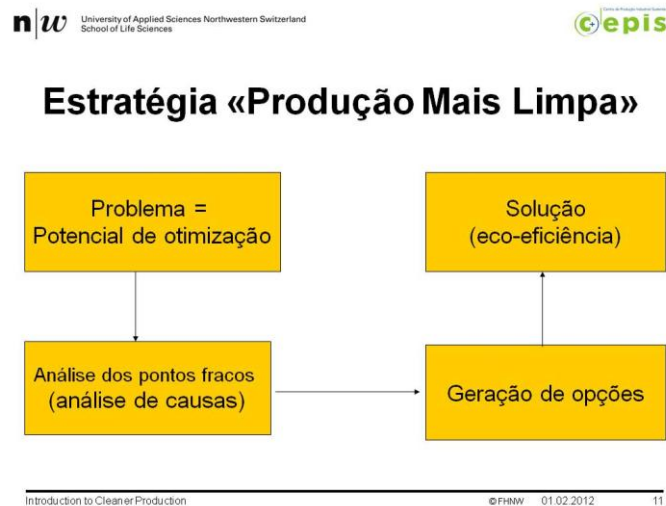 n|w University of Applied Sciences Northwestern Switzerland
School of Life Sciences
c+epis
Estratégia «Produção Mais Limpa»
Problema =
Potencial de otimização
Solução
(eco-eficiência)
Análise dos pontos fracos
(análise de causas)
Geração de opções
Introduction to Cleaner Production
©FHNW 01.02.2012 11